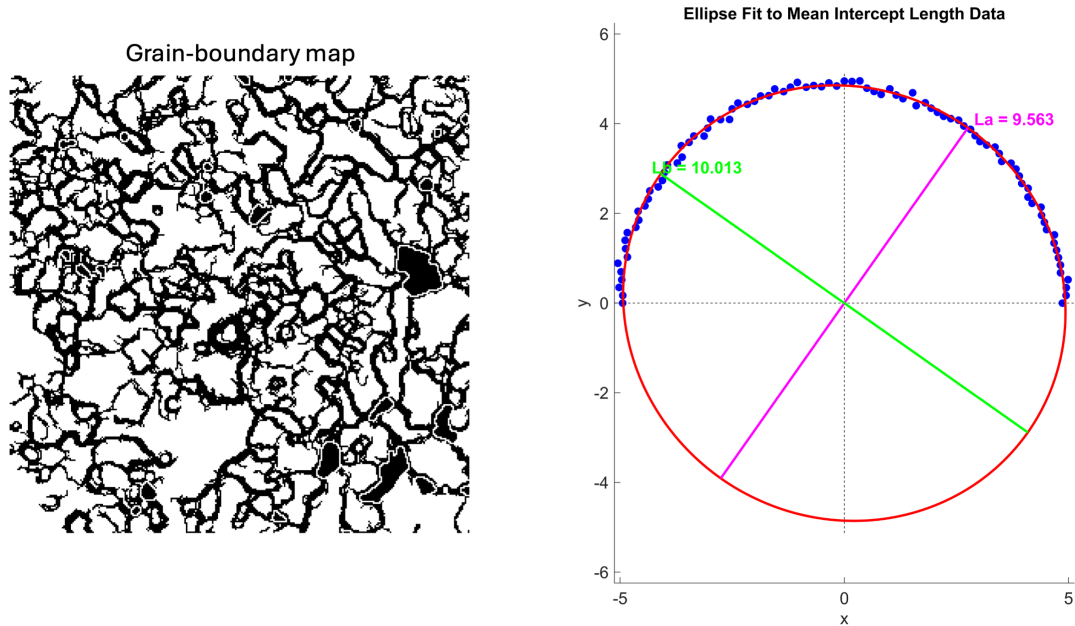 Grain-boundary map
Ellipse Fit to Mean Intercept Length Data
6
4
2
0
-2
-4
-6
y
La = 9.563
Lb = 10.013
-5
0
5
x